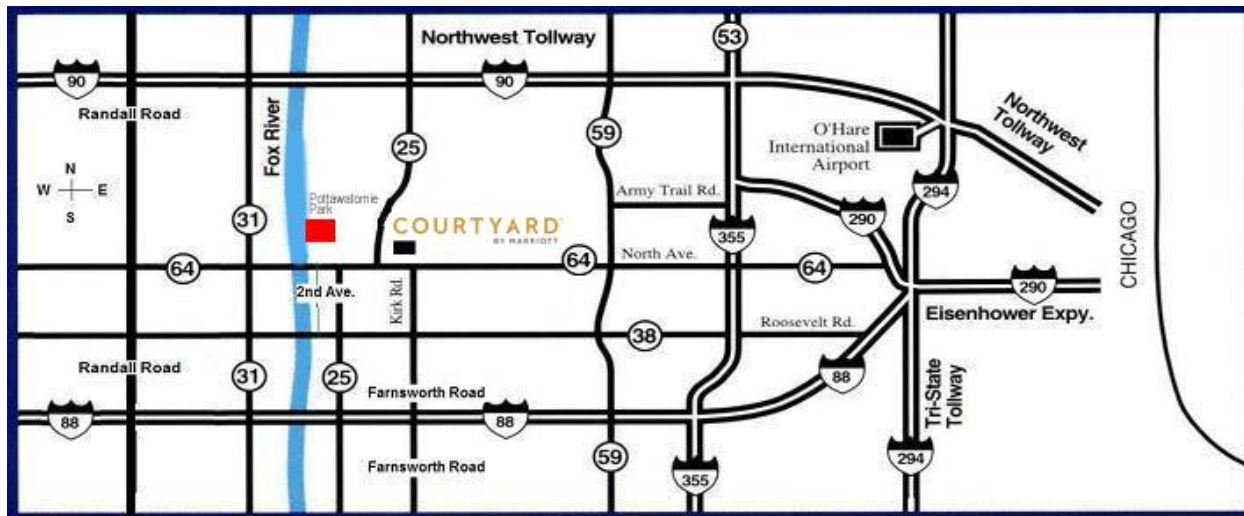 53
Northwest Tollway
90
90
Randall Road
Fox River
25
59
O'Hare
International
Airport
Northwest
Tollway
N
W
E
S
Army Trail Rd.
294
Pottawatomie
Park
COURTYARD
BY MARRIOTT
31
290
355
CHICAGO
64
64
North Ave.
64
2nd Ave.
Kirk Rd.
290
Eisenhower Expy.
38
Roosevelt Rd.
Randall Road
31
25
Farnsworth Road
88
Tri-State
Tollway
88
88
Farnsworth Road
59
355
294